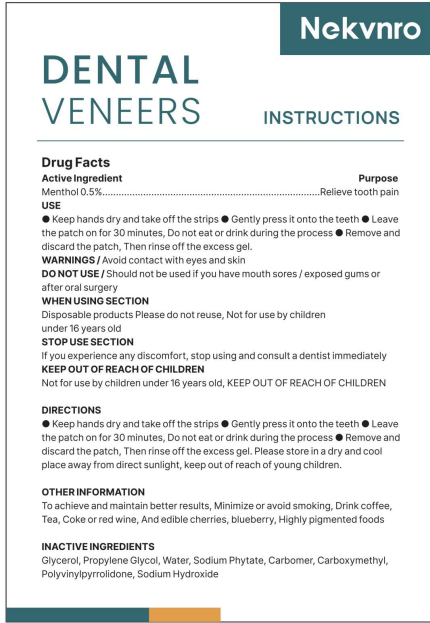 Nekvnro
DENTAL
VENEERS
INSTRUCTIONS
Drug Facts
Active Ingredient Purpose
Menthol 0.5%......................................................................Relieve tooth pain
USE
● Keep hands dry and take off the strips ● Gently press it onto the teeth ● Leave
the patch on for 30 minutes, Do not eat or drink during the process ● Remove and
discard the patch, Then rinse off the excess gel.
WARNINGS / Avoid contact with eyes and skin
DO NOT USE / Should not be used if you have mouth sores / exposed gums or
after oral surgery
WHEN USING SECTION
Disposable products Please do not reuse, Not for use by children
under 16 years old
STOP USE SECTION
If you experience any discomfort, stop using and consult a dentist immediately
KEEP OUT OF REACH OF CHILDREN
Not for use by children under 16 years old, KEEP OUT OF REACH OF CHILDREN
DIRECTIONS
● Keep hands dry and take off the strips ● Gently press it onto the teeth ● Leave
the patch on for 30 minutes, Do not eat or drink during the process ● Remove and
discard the patch, Then rinse off the excess gel. Please store in a dry and cool
place away from direct sunlight, keep out of reach of young children.
OTHER INFORMATION
To achieve and maintain better results, Minimize or avoid smoking, Drink coffee,
Tea, Coke or red wine, And edible cherries, blueberry, Highly pigmented foods
INACTIVE INGREDIENTS
Glycerol, Propylene Glycol, Water, Sodium Phytate, Carbomer, Carboxymethyl,
Polyvinylpyrrolidone, Sodium Hydroxide